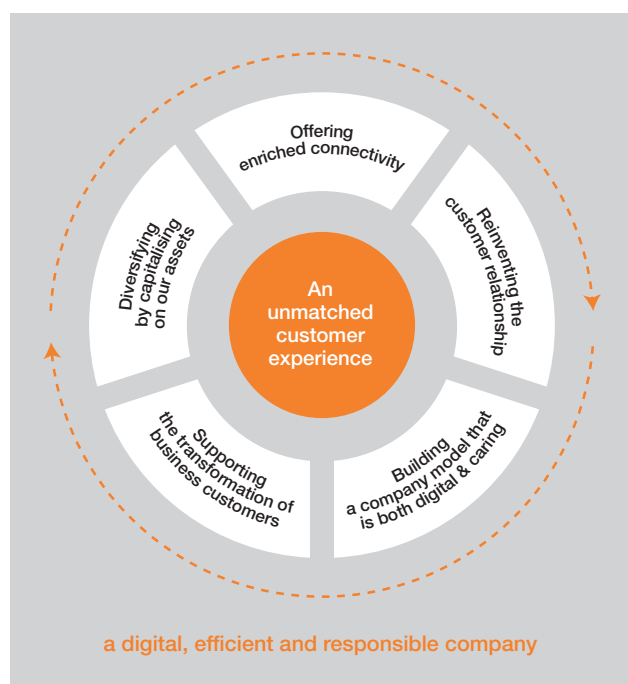 Offering
enriched connectivity
Reinventing the
customer relationship
Building
a company model that
is both digital & caring
Supporting
the transformation of
business customers
Diversifying
by capitalising
on our assets
An
unmatched
customer
experience
a digital, efficient and responsible company